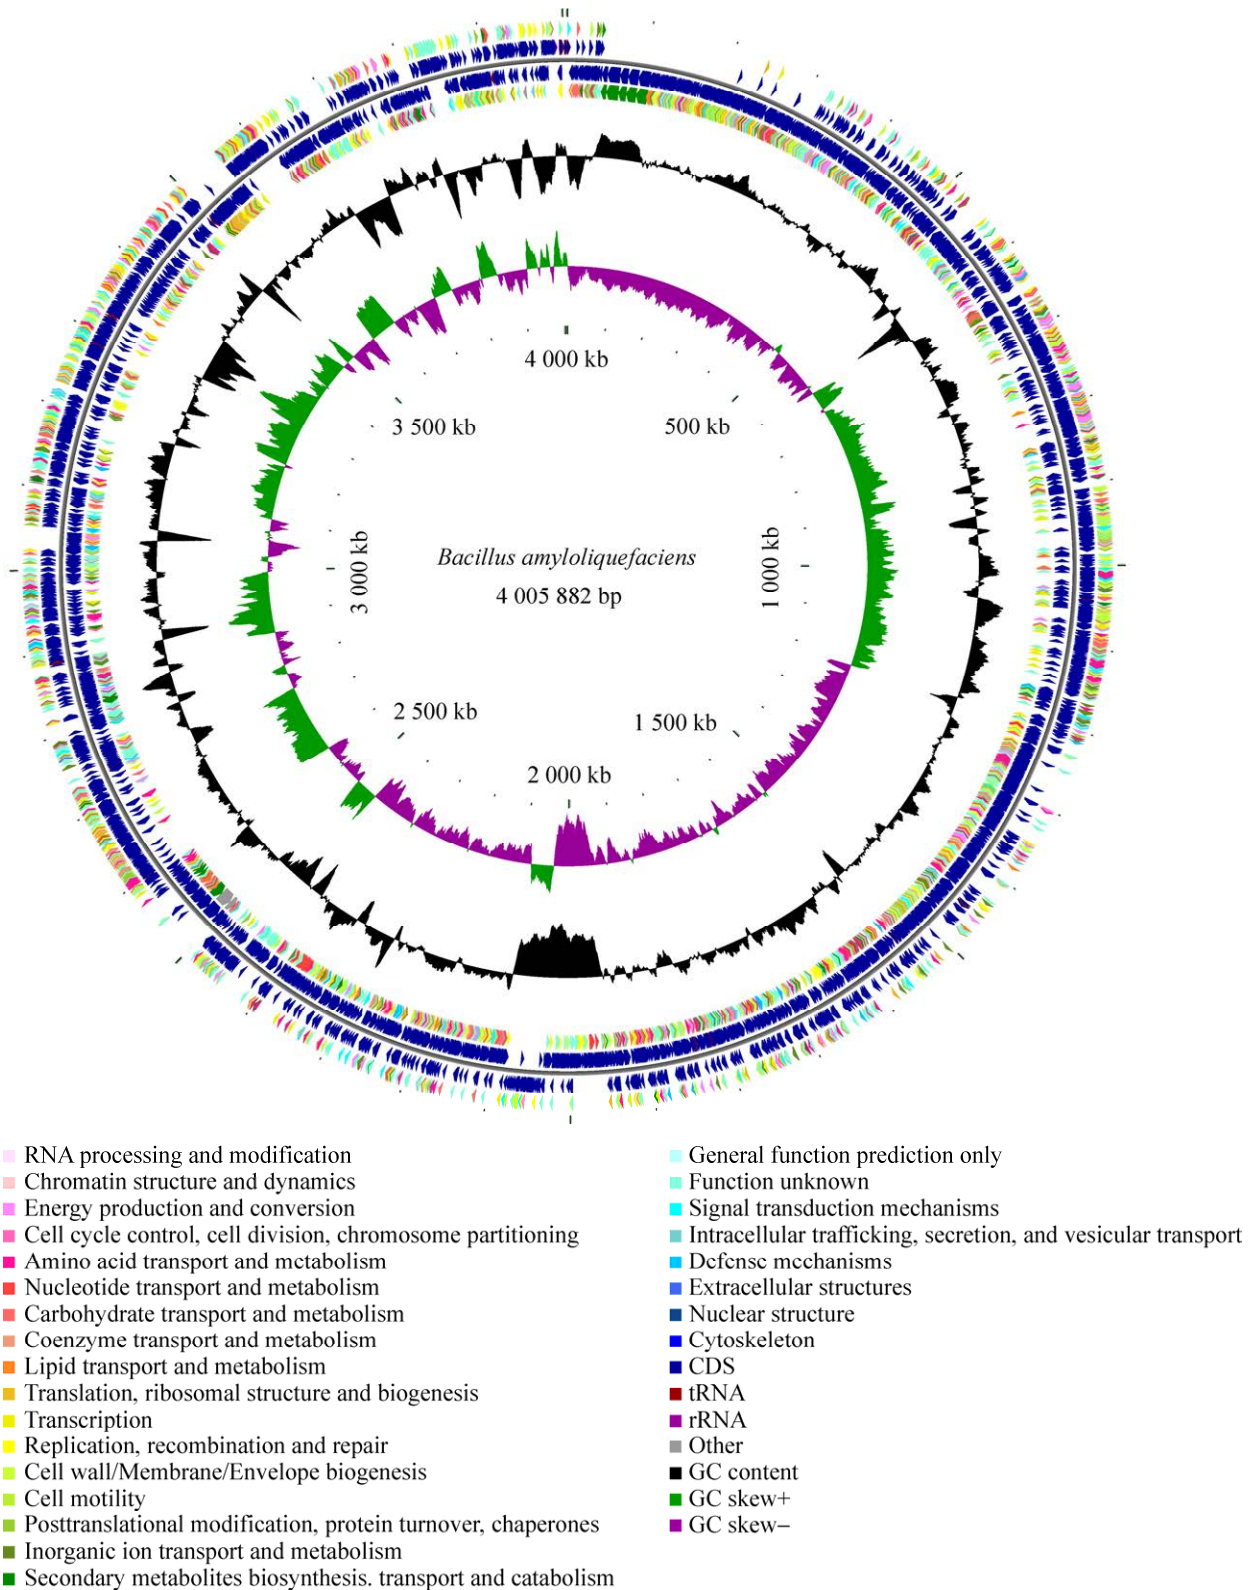 4 000 kb
3 500 kb
500 kb
Bacillus amyloliquefaciens
4 005 882 bp
3 000 kb
1 000 kb
2 500 kb
1 500 kb
2 000 kb
RNA processing and modification
Chromatin structure and dynamics
Energy production and conversion
Cell cycle control, cell division, chromosome partitioning
Amino acid transport and metabolism
Nucleotide transport and metabolism
Carbohydrate transport and metabolism
Coenzyme transport and metabolism
Lipid transport and metabolism
Translation, ribosomal structure and biogenesis
Transcription
Replication, recombination and repair
Cell wall/Membrane/Envelope biogenesis
Cell motility
Posttranslational modification, protein turnover, chaperones
Inorganic ion transport and metabolism
Secondary metabolites biosynthesis. transport and catabolism
General function prediction only
Function unknown
Signal transduction mechanisms
Intracellular trafficking, secretion, and vesicular transport
Defense mechanisms
Extracellular structures
Nuclear structure
Cytoskeleton
CDS
tRNA
rRNA
Other
GC content
GC skew+
GC skew−